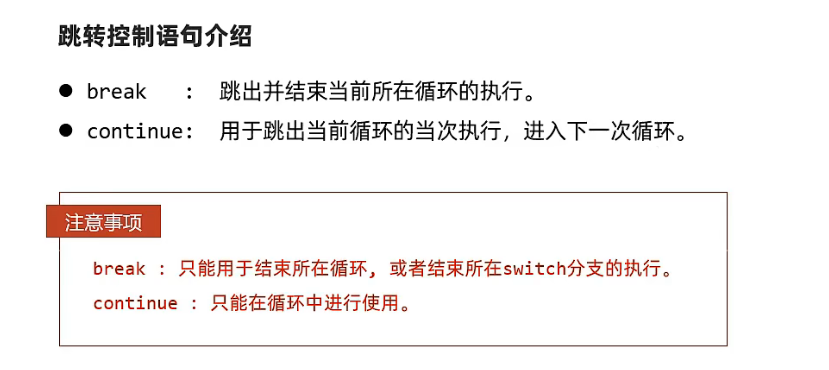 跳转控制语句介绍
● break : 跳出并结束当前所在循环的执行。
● continue: 用于跳出当前循环的当次执行，进入下一次循环。
注意事项
break : 只能用于结束所在循环, 或者结束所在switch分支的执行。
continue : 只能在循环中进行使用。